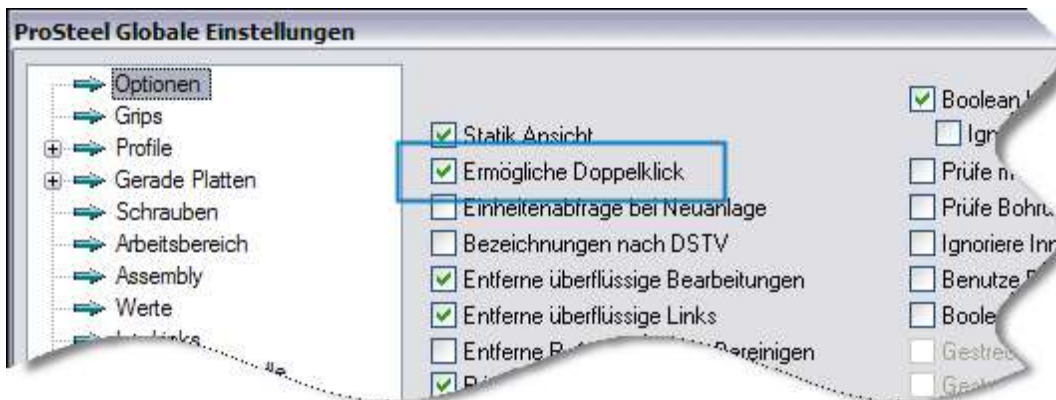 ProSteel Globale Einstellungen
Optionen
Grips
Profile
Gerade Platten
Schrauben
Arbeitsbereich
Assembly
Werte
Statik Ansicht
Ermögliche Doppelklick
Einheitenabfrage bei Neuanlage
Bezeichnungen nach DSTV
Entferne überflüssige Bearbeitungen
Entferne überflüssige Links
Entferne
Boolean
Prüfe
Prüfe
Ignoriere
Benutze